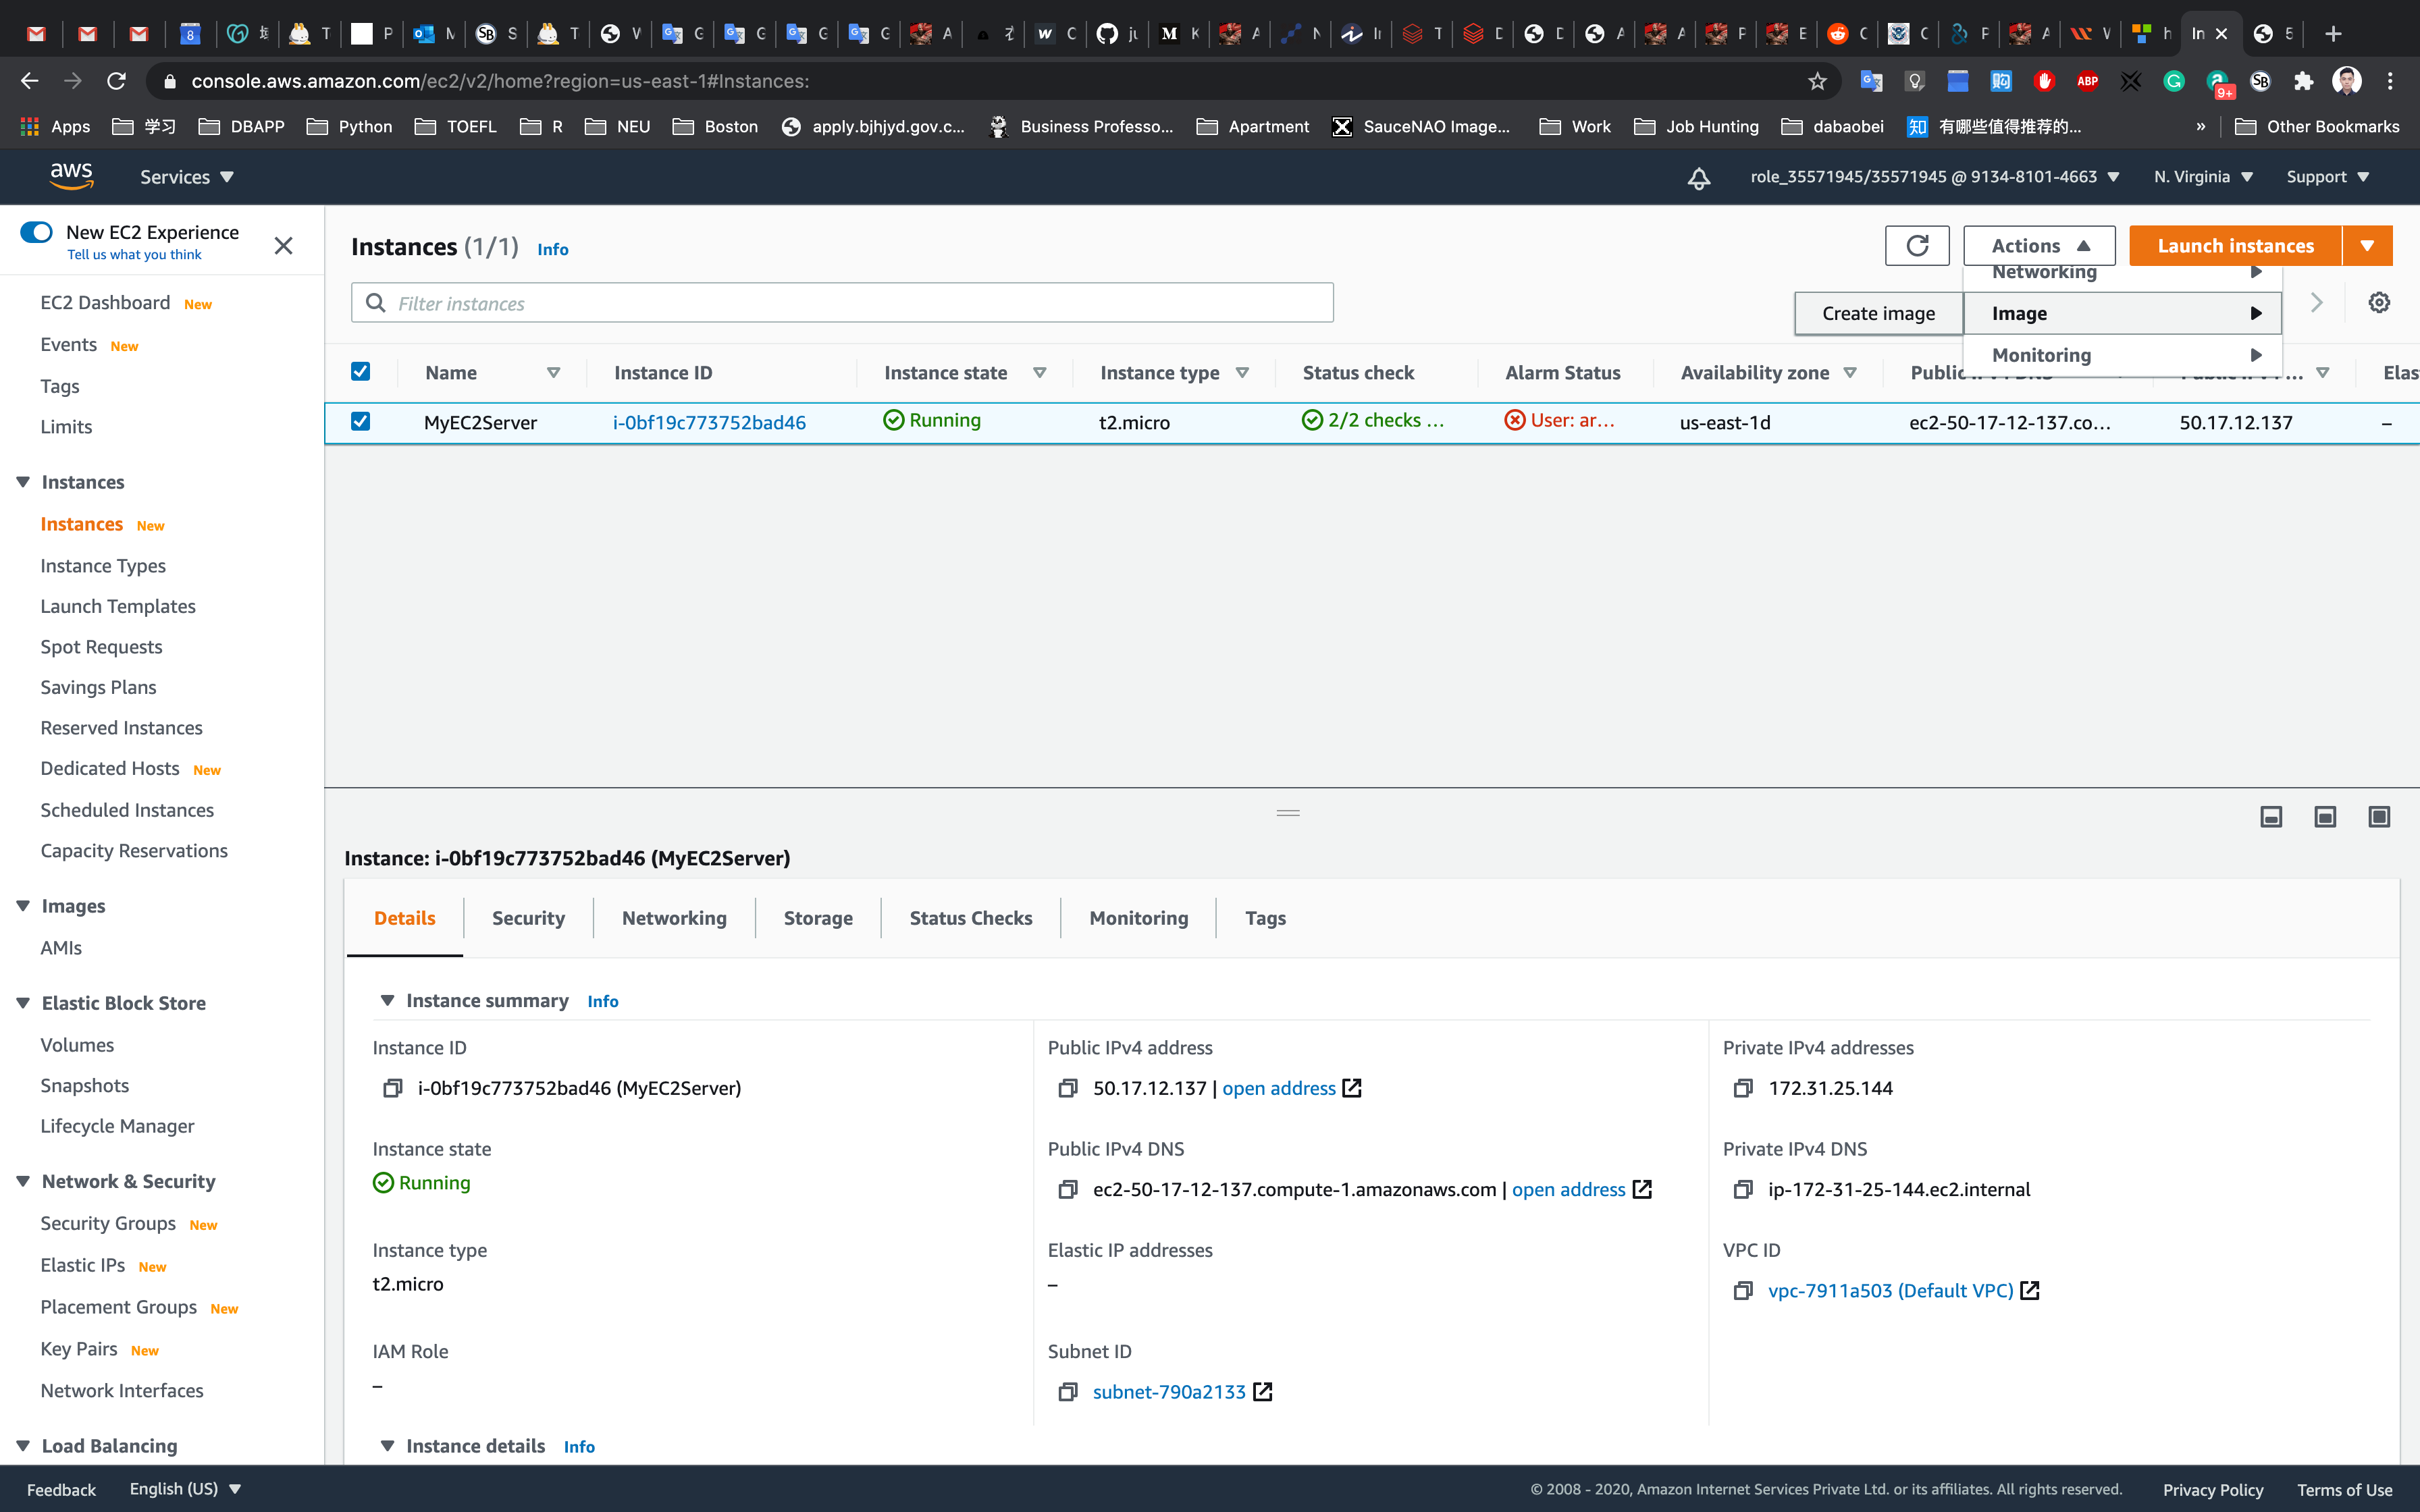 console.aws.amazon.com/ec2/v2/home?region=us-east-1#Instances:
Apps 学习 DBAPP Python TOEFL R NEU Boston apply.bjhjyd.gov.c... Business Professo... Apartment SauceNAO Image... Work Job Hunting dabaobei 有哪些值得推荐的... » Other Bookmarks
aws Services role_35571945/35571945 @ 9134-8101-4663 N. Virginia Support
New EC2 Experience
Tell us what you think
EC2 Dashboard New
Events New
Tags
Limits
Instances
Instances New
Instance Types
Launch Templates
Spot Requests
Savings Plans
Reserved Instances
Dedicated Hosts New
Scheduled Instances
Capacity Reservations
Images
AMIs
Elastic Block Store
Volumes
Snapshots
Lifecycle Manager
Network & Security
Security Groups New
Elastic IPs New
Placement Groups New
Key Pairs New
Network Interfaces
Load Balancing
Instances (1/1) Info
Actions
Launch instances
Filter instances
Networking
Create image
Image
Monitoring
Name Instance ID Instance state Instance type Status check Alarm Status Availability zone Public IPv4 DNS
MyEC2Server i-0bf19c773752bad46 Running t2.micro 2/2 checks ... User: ar... us-east-1d ec2-50-17-12-137.co... 50.17.12.137 –
Instance: i-0bf19c773752bad46 (MyEC2Server)
Details Security Networking Storage Status Checks Monitoring Tags
Instance summary Info
Instance ID
i-0bf19c773752bad46 (MyEC2Server)
Public IPv4 address
50.17.12.137 | open address
Private IPv4 addresses
172.31.25.144
Instance state
Running
Public IPv4 DNS
ec2-50-17-12-137.compute-1.amazonaws.com | open address
Private IPv4 DNS
ip-172-31-25-144.ec2.internal
Instance type
t2.micro
Elastic IP addresses
–
VPC ID
vpc-7911a503 (Default VPC)
IAM Role
–
Subnet ID
subnet-790a2133
Instance details Info
Feedback English (US) © 2008 - 2020, Amazon Internet Services Private Ltd. or its affiliates. All rights reserved. Privacy Policy Terms of Use